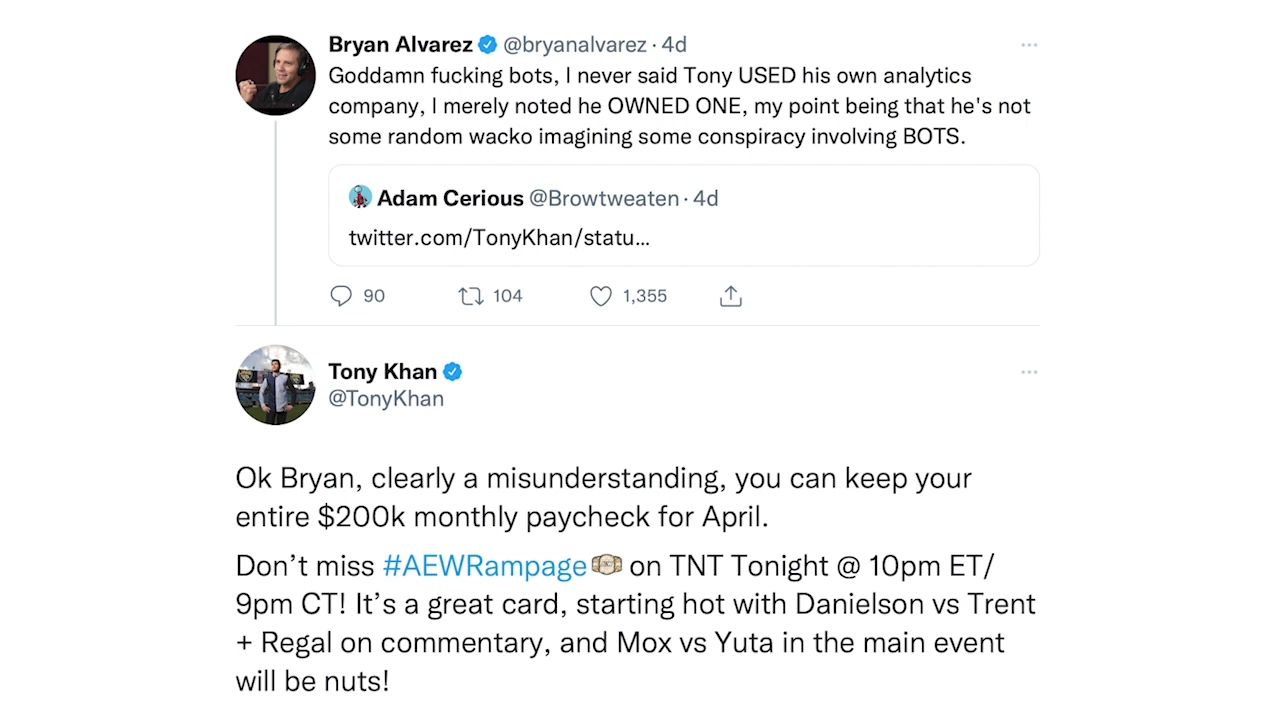 Bryan Alvarez @bryanalvarez · 4d
Goddamn fucking bots, I never said Tony USED his own analytics
company, I merely noted he OWNED ONE, my point being that he's not
some random wacko imagining some conspiracy involving BOTS.
Adam Cerious @Browtweaten · 4d
twitter.com/TonyKhan/statu...
90 104 1,355
Tony Khan
@TonyKhan
Ok Bryan, clearly a misunderstanding, you can keep your
entire $200k monthly paycheck for April.
Don’t miss #AEWRampage on TNT Tonight @ 10pm ET/
9pm CT! It’s a great card, starting hot with Danielson vs Trent
+ Regal on commentary, and Mox vs Yuta in the main event
will be nuts!